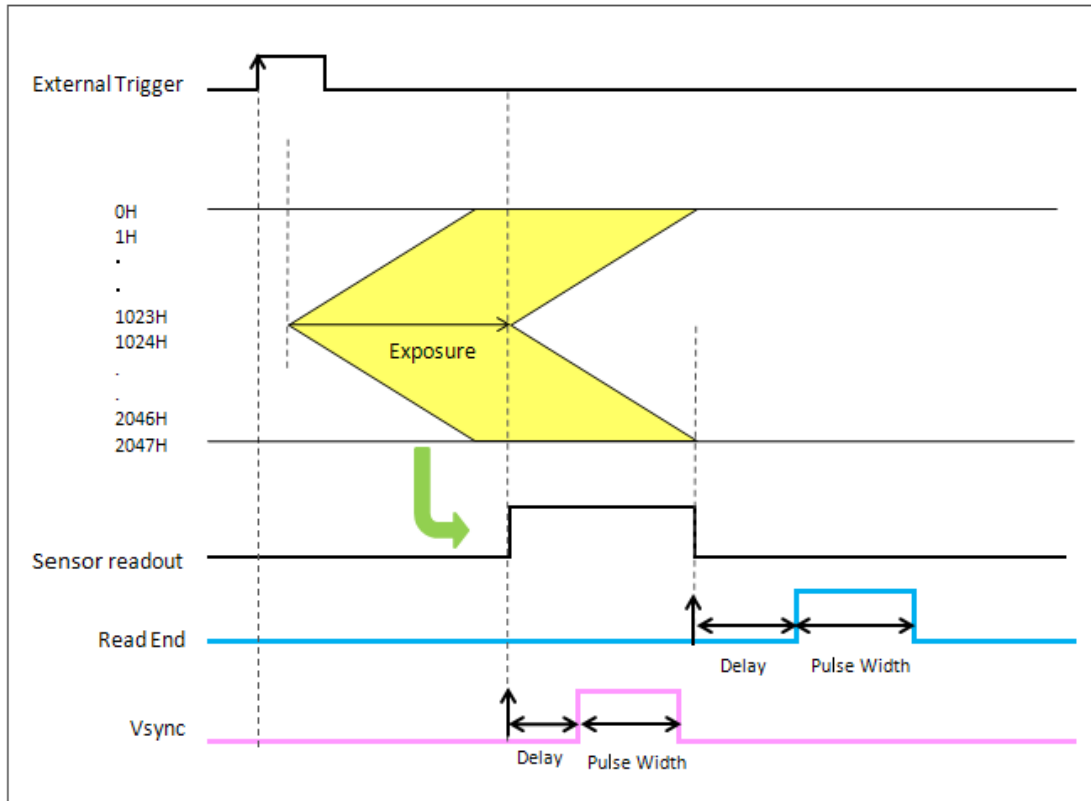 External Trigger
0H
1H
.
.
1023H
1024H
.
.
2046H
2047H
Exposure
Sensor readout
Read End
Delay
Pulse Width
Vsync
Delay
Pulse Width